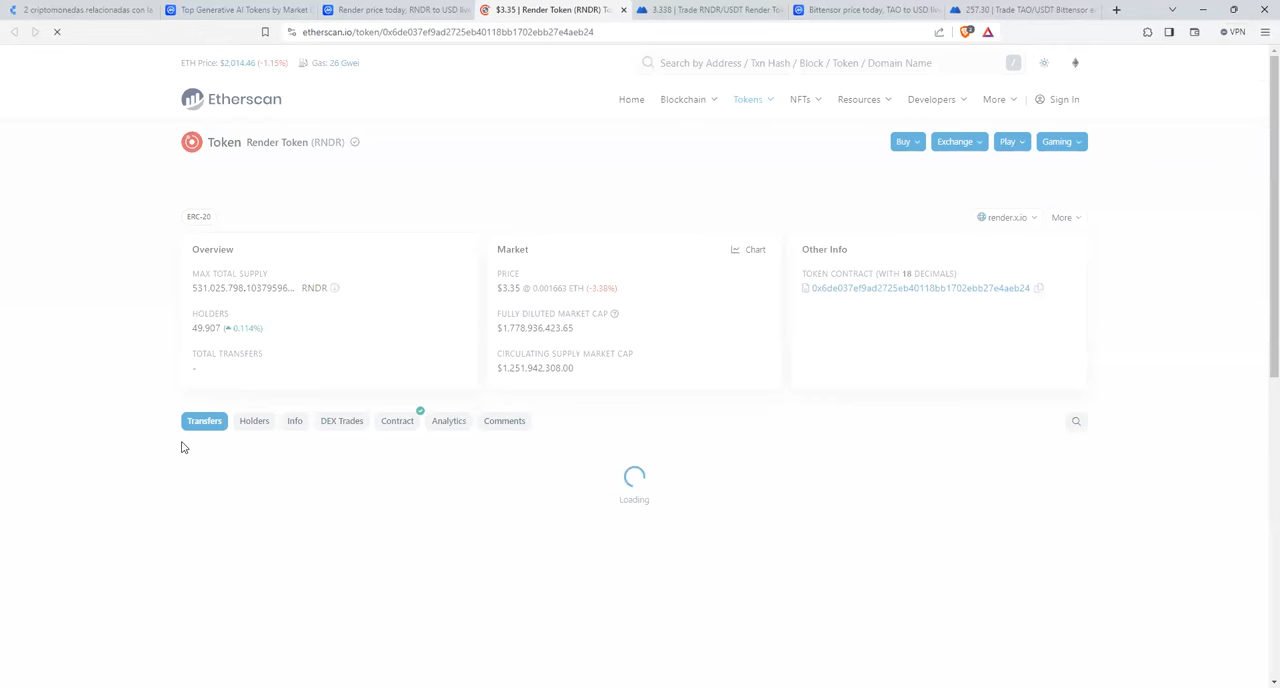 2 criptomonedas relacionadas con la
Top Generative AI Tokens by Market
Render price today, RNDR to USD live
$3.35 | Render Token (RNDR) To
3.338 | Trade RNDR/USDT Render Tok
Bittensor price today, TAO to USD live
257.30 | Trade TAO/USDT Bittensor e
etherscan.io/token/0x6de037ef9ad2725eb40118bb1702ebb27e4aeb24
VPN
ETH Price: $2,014.46 (-1.15%)
Gas: 26 Gwei
Search by Address / Txn Hash / Block / Token / Domain Name
/
Etherscan
Home
Blockchain
Tokens
NFTs
Resources
Developers
More
Sign In
Token Render Token (RNDR)
Buy
Exchange
Play
Gaming
ERC-20
render.x.io
More
Overview
MAX TOTAL SUPPLY
531.025.798,10379596... RNDR
HOLDERS
49.907 (0,114%)
TOTAL TRANSFERS
-
Market
Chart
PRICE
$3.35 @ 0.001663 ETH (-3.38%)
FULLY DILUTED MARKET CAP
$1.778.936.423.65
CIRCULATING SUPPLY MARKET CAP
$1.251.942.308.00
Other Info
TOKEN CONTRACT (WITH 18 DECIMALS)
0x6de037ef9ad2725eb40118bb1702ebb27e4aeb24
Transfers
Holders
Info
DEX Trades
Contract
Analytics
Comments
Loading